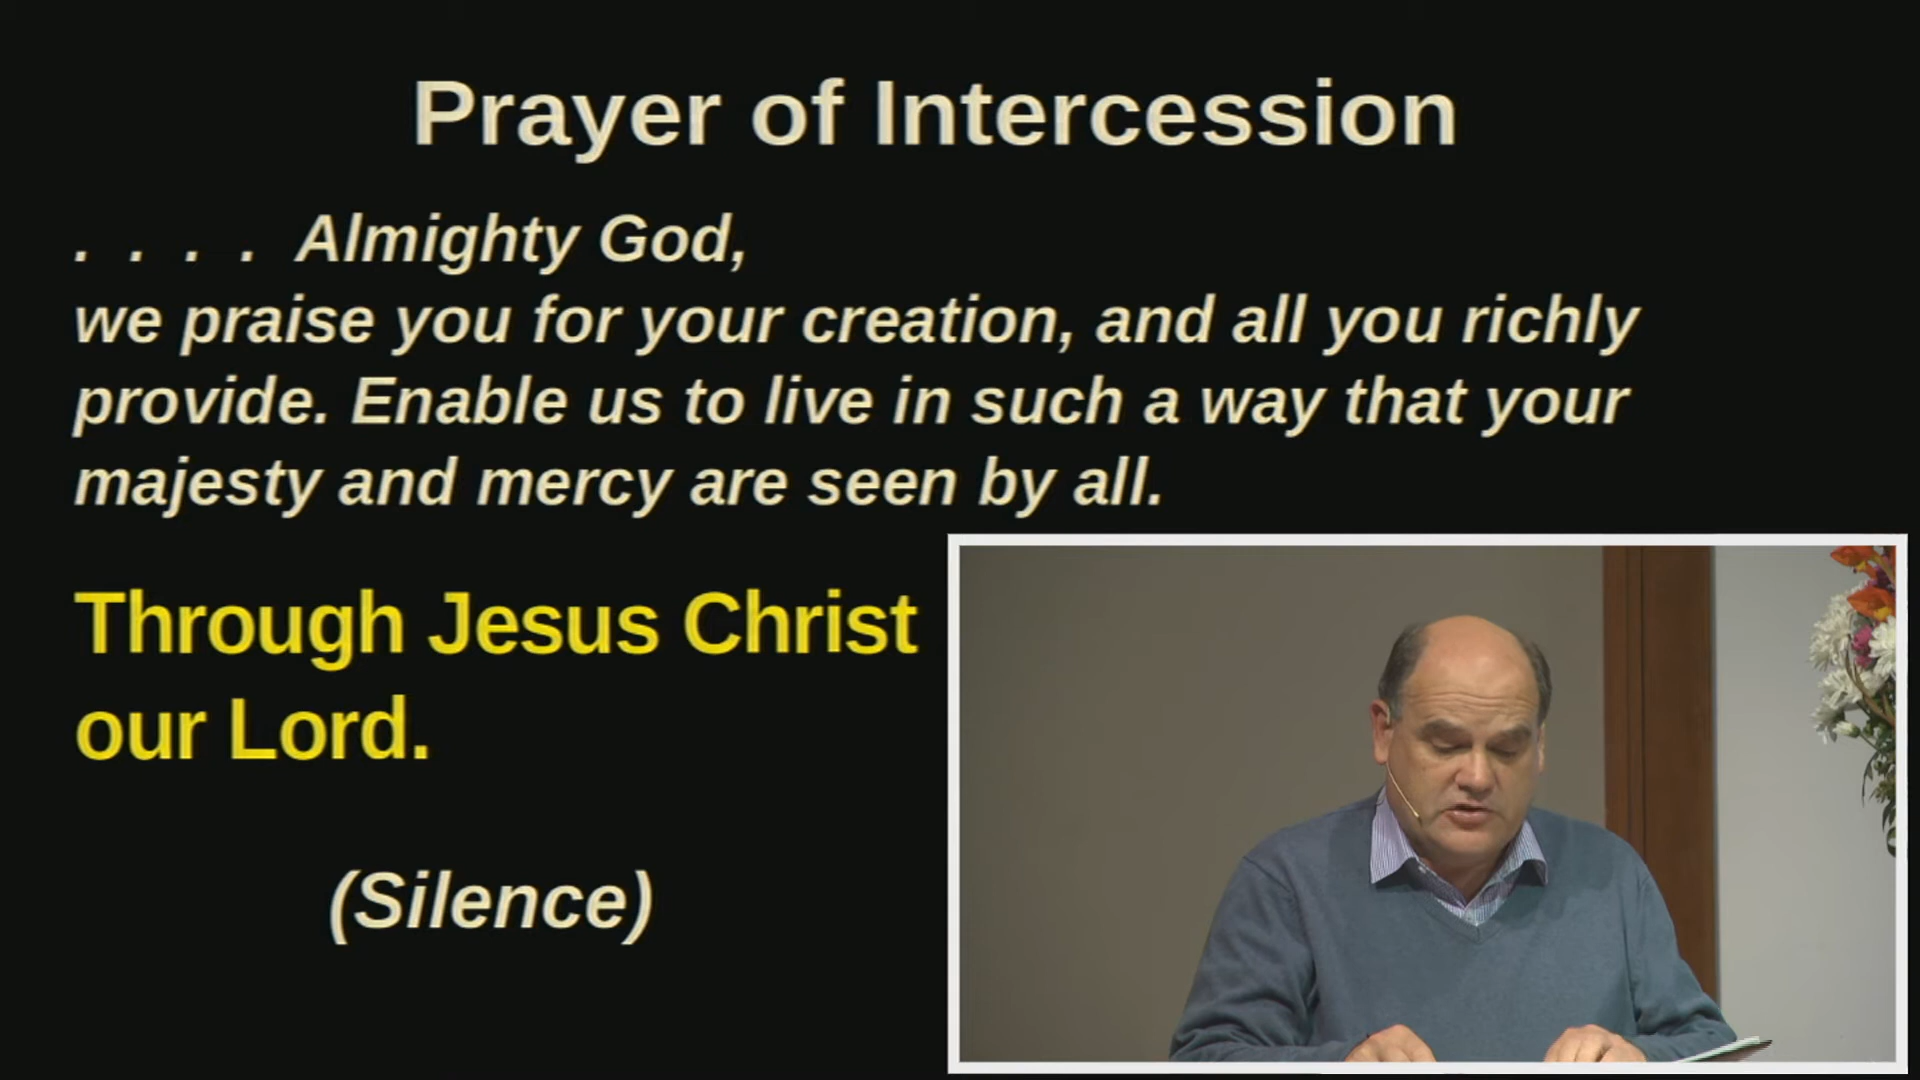 Prayer of Intercession
. . . . Almighty God,
we praise you for your creation, and all you richly
provide. Enable us to live in such a way that your
majesty and mercy are seen by all.
Through Jesus Christ
our Lord.
(Silence)